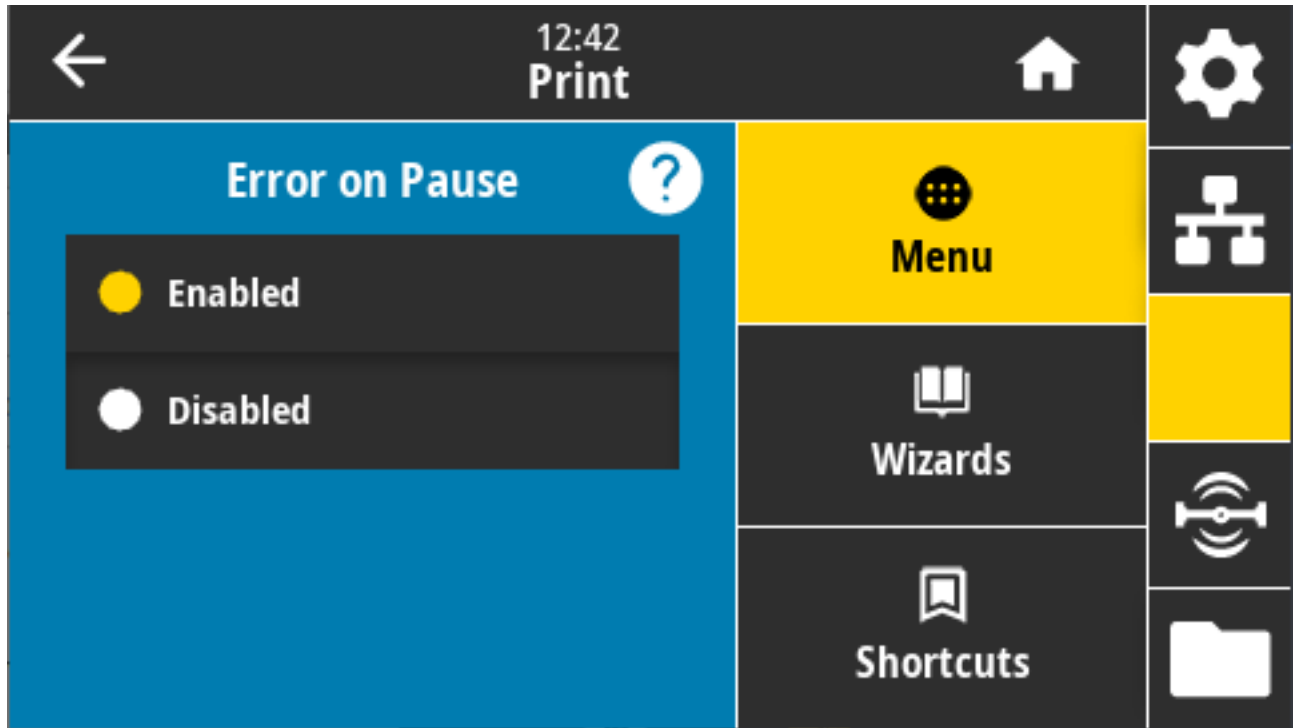 12:42
Print
Error on Pause
?
Enabled
Disabled
Menu
Wizards
Shortcuts